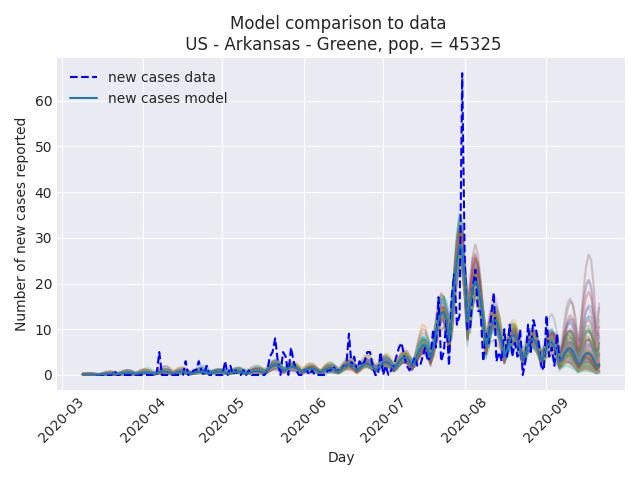 Model comparison to data
US - Arkansas - Greene, pop. = 45325
new cases data
new cases model
Number of new cases reported
60
50
40
30
20
10
0
2020-03
2020-04
2020-05
2020-06
2020-07
2020-08
2020-09
Day